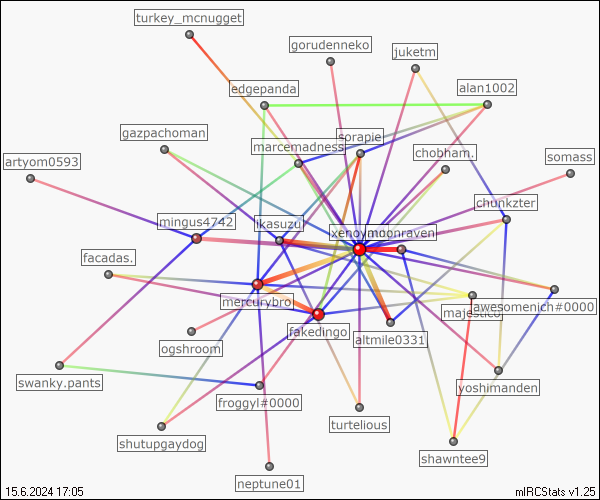 turkey_mcnugget
gorudenneko
juketm
edgepanda
alan1002
gazpachoman
sorapie
marcemadness
chobham.
somass
artyom0593
chunkzter
mingus4742
ikasuzu
xenoymoonraven
facadas.
mercurybro
majestico
awesomenich#0000
fakedingo
altmile0331
ogshroom
swanky.pants
yoshimanden
froggyl#0000
turtelious
shutupgaydog
shawntee9
neptune01
15.6.2024 17:05
mIRCStats v1.25